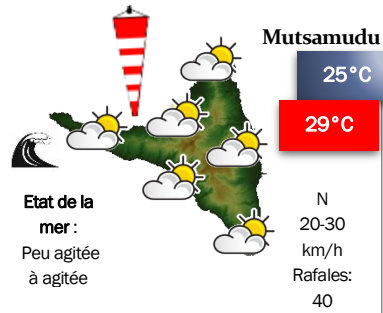 Mutsamudu
25°C
29°C
Etat de la
mer :
Peu agitée
à agitée
N
20-30
km/h
Rafales:
40